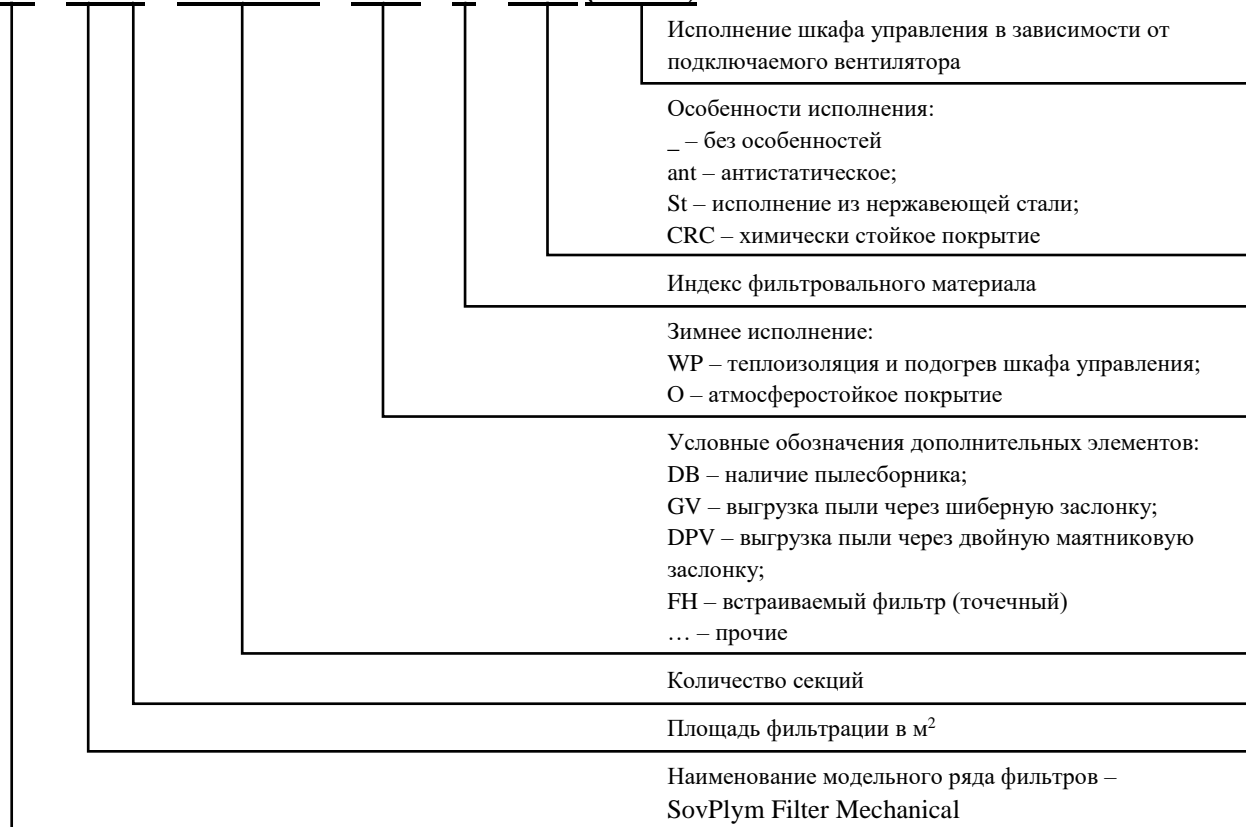 Исполнение шкафа управления в зависимости от
подключаемого вентилятора
Особенности исполнения:
_ – без особенностей
ant – антистатическое;
St – исполнение из нержавеющей стали;
CRC – химически стойкое покрытие
Индекс фильтровального материала
Зимнее исполнение:
WP – теплоизоляция и подогрев шкафа управления;
O – атмосферостойкое покрытие
Условные обозначения дополнительных элементов:
DB – наличие пылесборника;
GV – выгрузка пыли через шиберную заслонку;
DPV – выгрузка пыли через двойную маятниковую
заслонку;
FH – встраиваемый фильтр (точечный)
… – прочие
Количество секций
Площадь фильтрации в м²
Наименование модельного ряда фильтров –
SovPlym Filter Mechanical